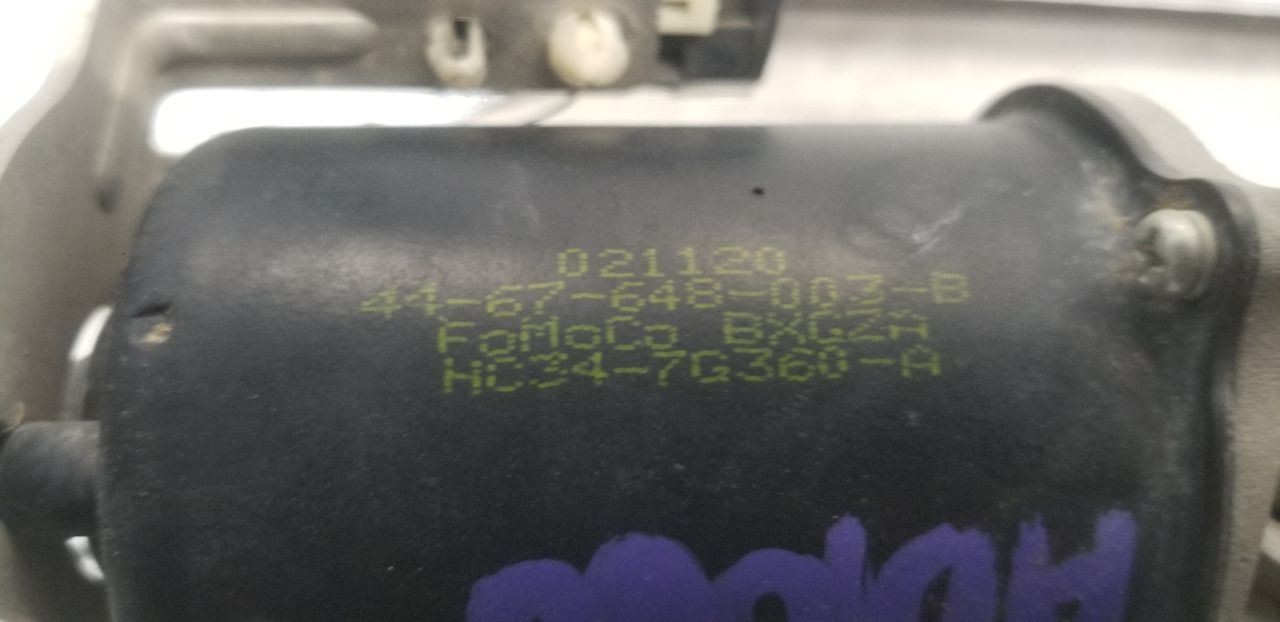 021120
44-67-648-003-B
FoMoCo BXGZA
HC34-7G360-A